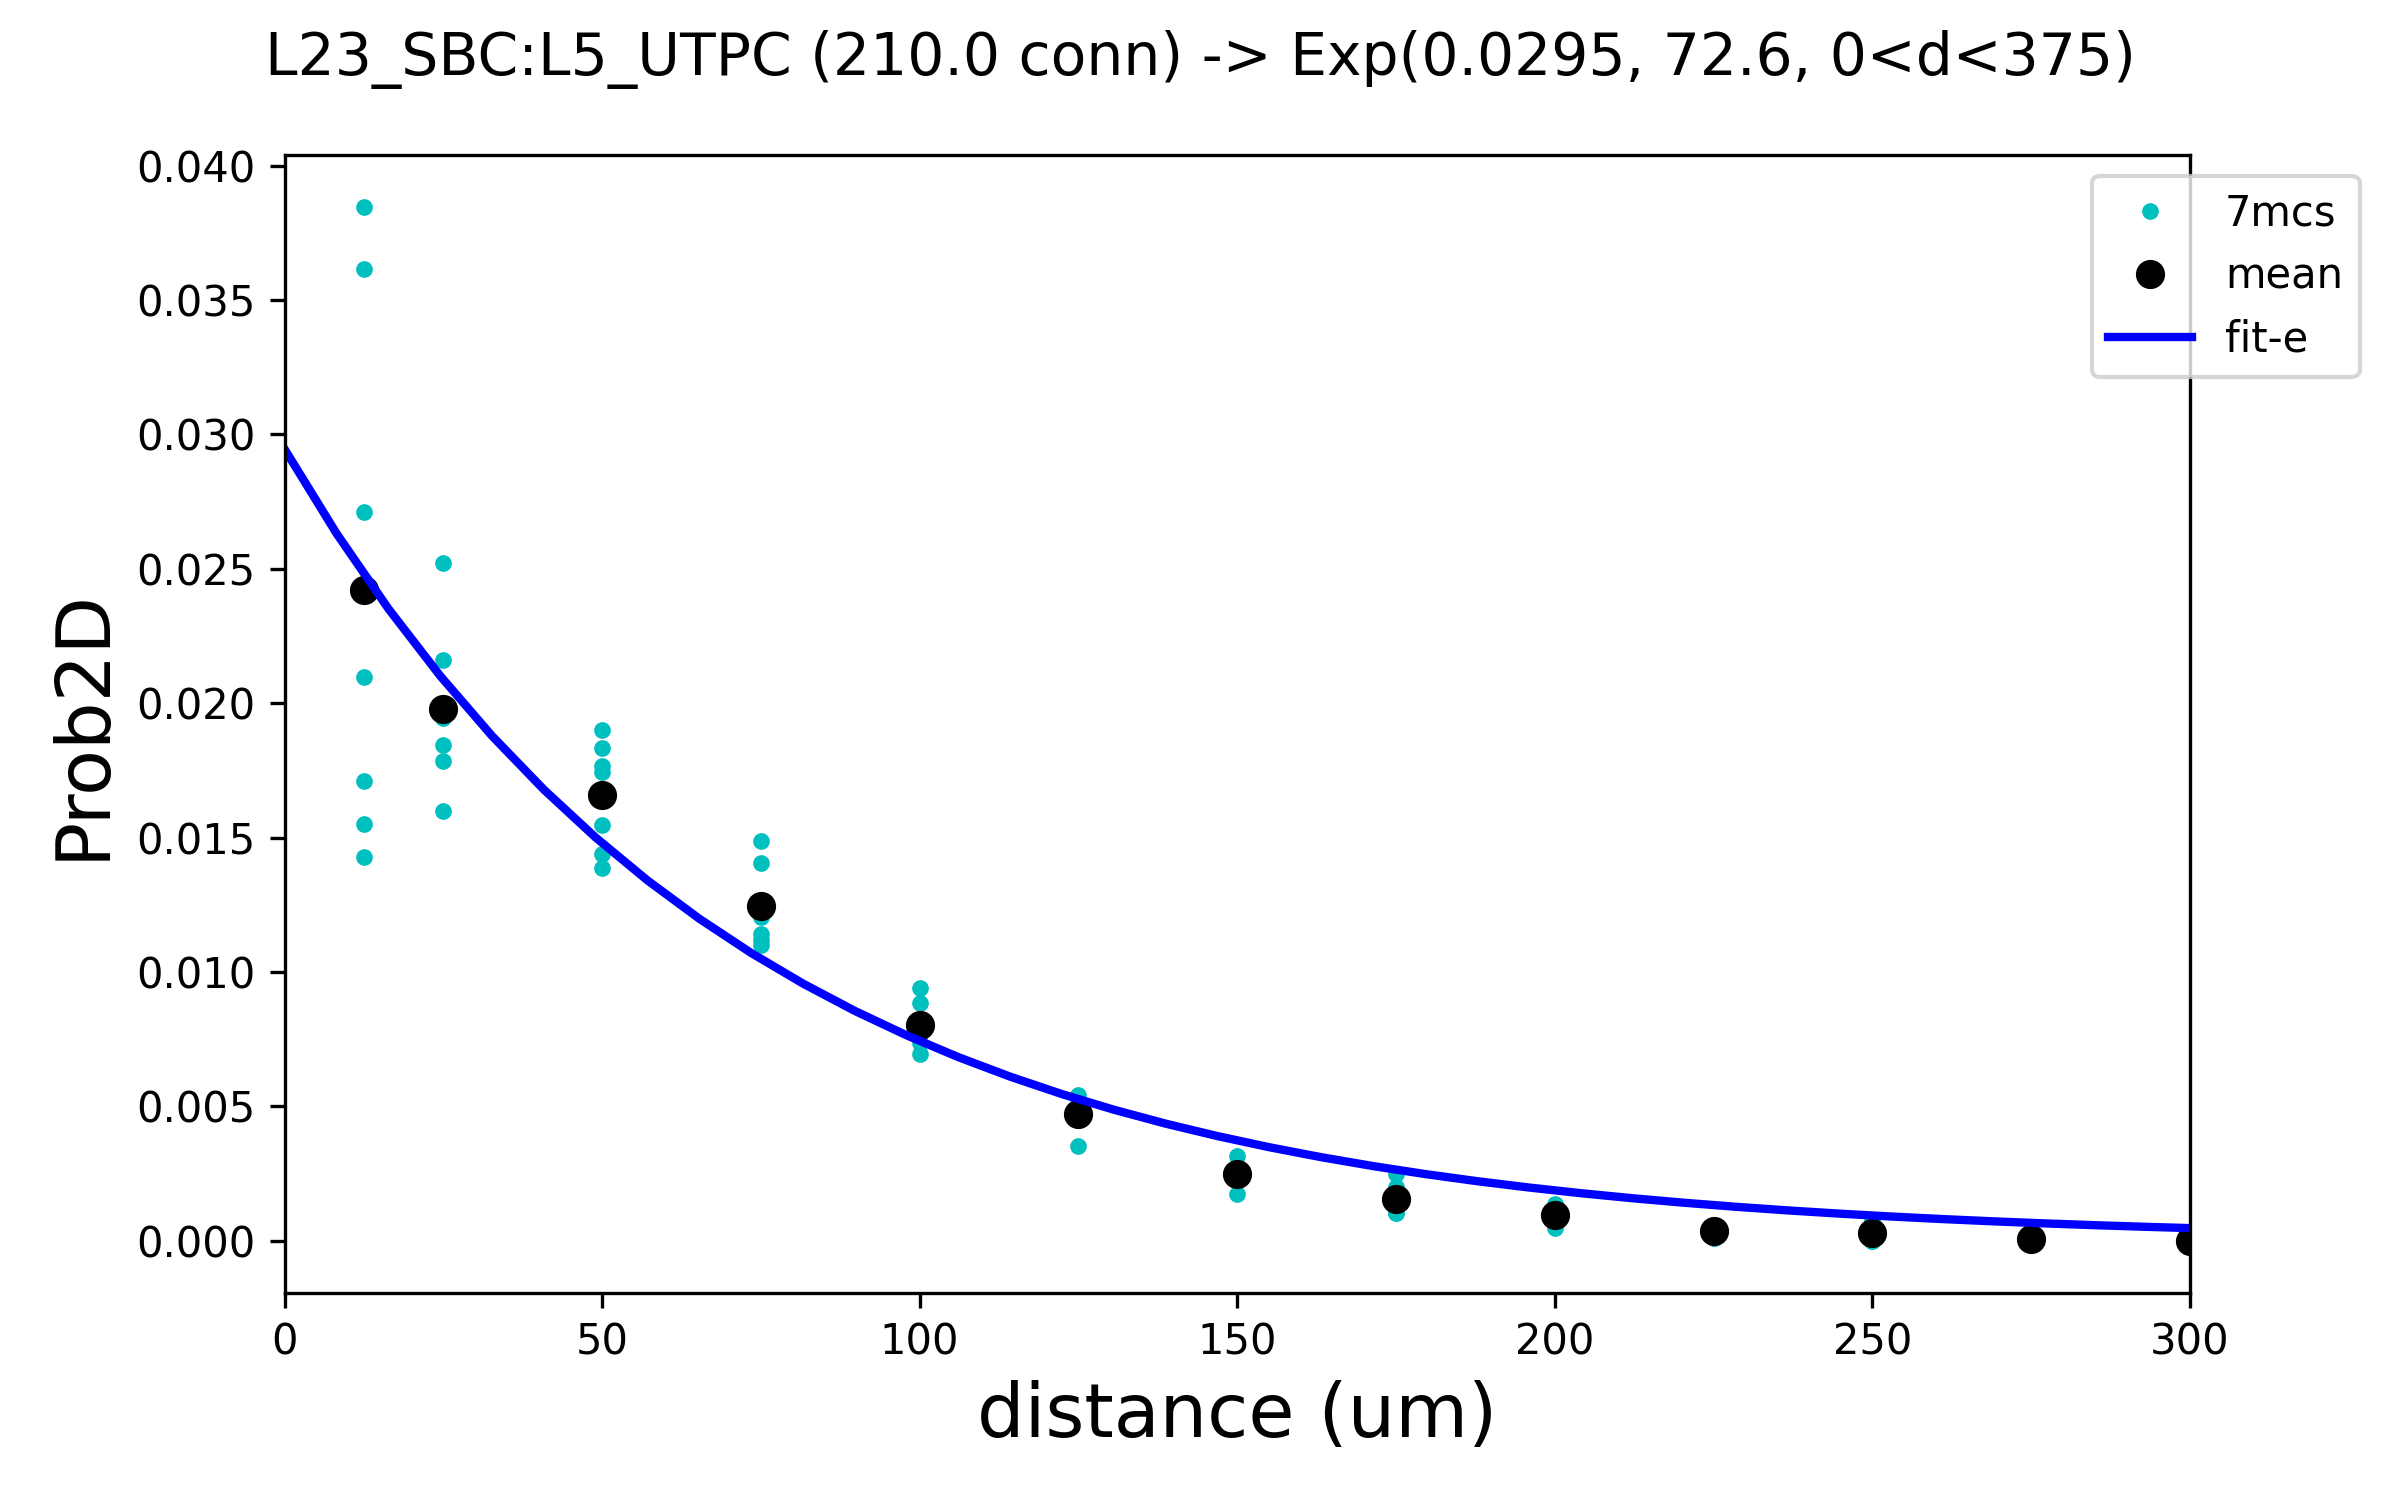 L23_SBC:L5_UTPC (210.0 conn) -> Exp(0.0295, 72.6, 0<d<375)
0.040
0.035
0.030
0.025
0.020
0.015
0.010
0.005
0.000
Prob2D
7mcs
mean
fit-e
0 50 100 150 200 250 300
distance (um)